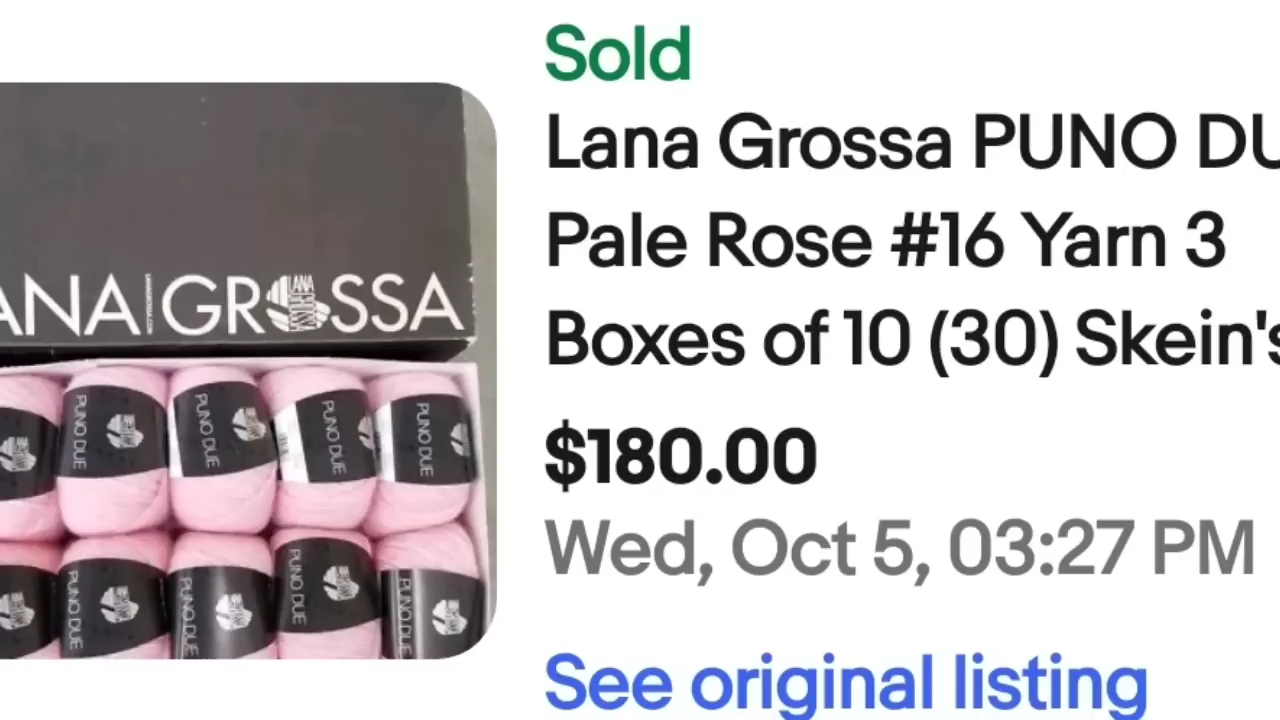 Sold
Lana Grossa PUNO DU
Pale Rose #16 Yarn 3
Boxes of 10 (30) Skein's
$180.00
Wed, Oct 5, 03:27 PM
See original listing
ANA GROSSA
PUNO DUE
PUNO DUE
PUNO DUE
PUNO DUE
PUNO DUE
PUNO DUE
PUNO DUE
PUNO DUE